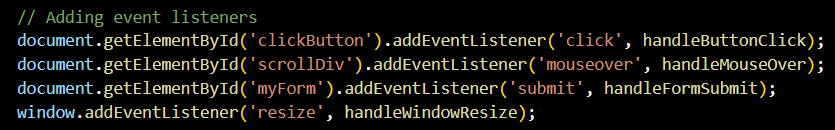 // Adding event listeners
document.getElementById('clickButton').addEventListener('click', handleButtonClick);
document.getElementById('scrollDiv').addEventListener('mouseover', handleMouseOver);
document.getElementById('myForm').addEventListener('submit', handleFormSubmit);
window.addEventListener('resize', handleWindowResize);